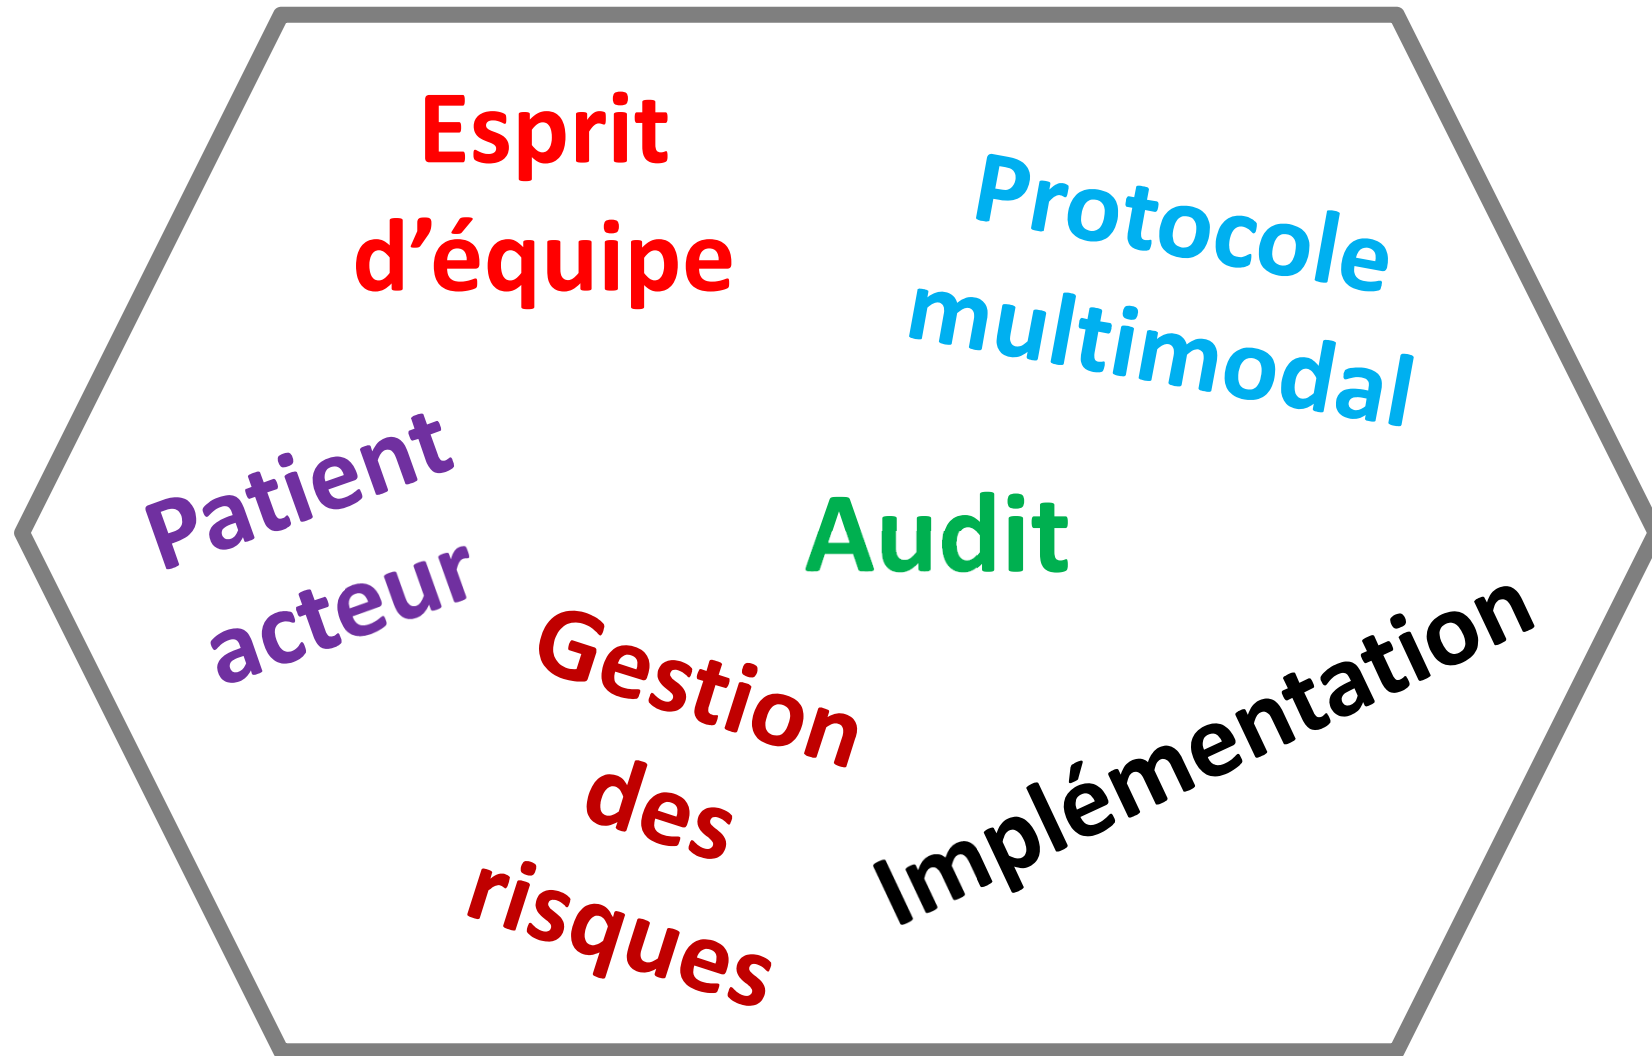 Esprit
d’équipe
Protocole
multimodal
Patient
acteur
Audit
Gestion
des
risques
Implémentation